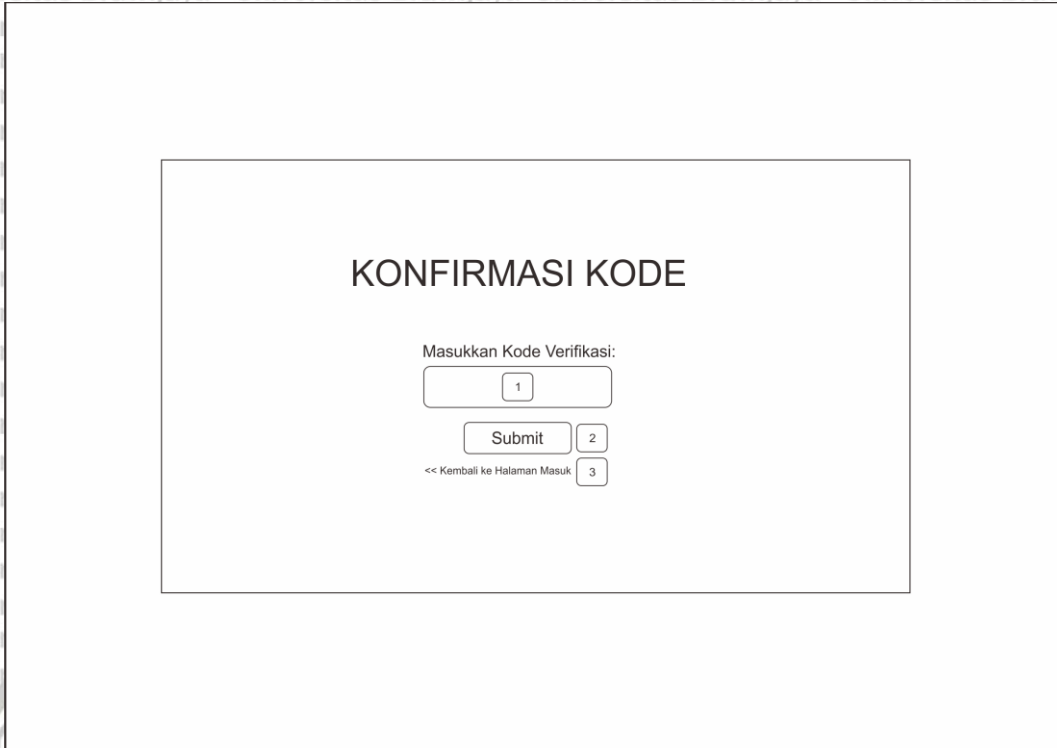 KONFIRMASI KODE
Masukkan Kode Verifikasi:
1
Submit 2
<< Kembali ke Halaman Masuk 3